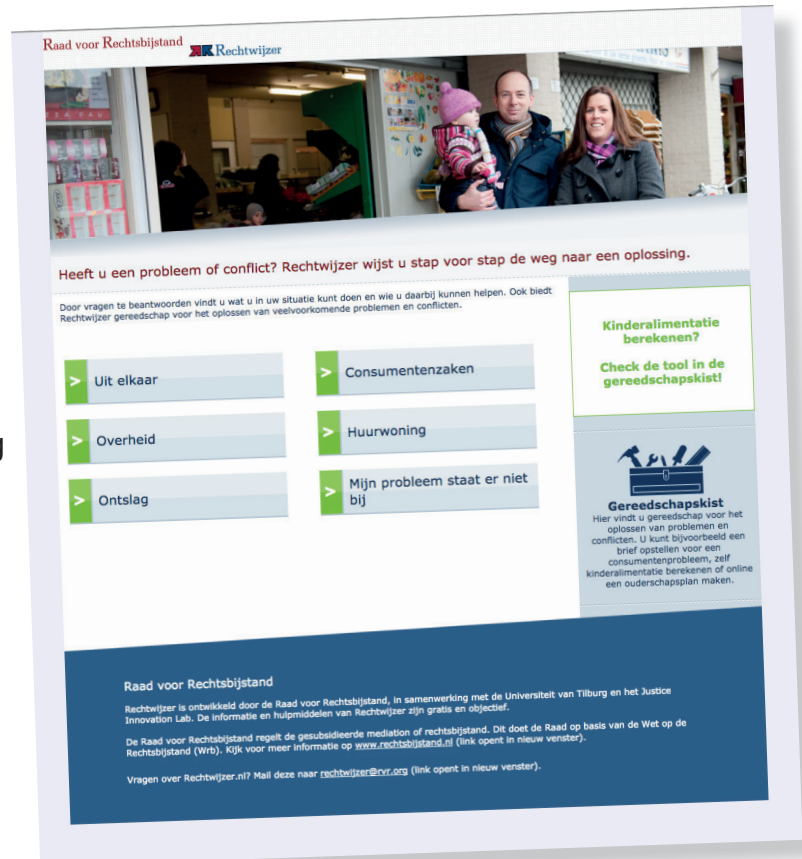 Raad voor Rechtsbijstand
Rechtwijzer
Heeft u een probleem of conflict? Rechtwijzer wijst u stap voor stap de weg naar een oplossing.
Door vragen te beantwoorden vindt u wat u in uw situatie kunt doen en wie u daarbij kunnen helpen. Ook biedt
Rechtwijzer gereedschap voor het oplossen van veelvoorkomende problemen en conflicten.
> Uit elkaar
> Consumentenzaken
> Overheid
> Huurwoning
> Ontslag
> Mijn probleem staat er niet
bij
Kinderalimentatie
berekenen?
Check de tool in de
gereedschapskist!
Gereedschapskist
Hier vindt u gereedschap voor het
oplossen van problemen en
conflicten. U kunt bijvoorbeeld een
brief opstellen voor een
consumentenprobleem, zelf
kinderalimentatie berekenen of online
een ouderschapsplan maken.
Raad voor Rechtsbijstand
Rechtwijzer is ontwikkeld door de Raad voor Rechtsbijstand, in samenwerking met de Universiteit van Tilburg en het Justice
Innovation Lab. De informatie en hulpmiddelen van Rechtwijzer zijn gratis en objectief.
De Raad voor Rechtsbijstand regelt de gesubsidieerde mediation of rechtsbijstand. Dit doet de Raad op basis van de Wet op de
Rechtsbijstand (Wrb). Kijk voor meer informatie op www.rechtsbijstand.nl (link opent in nieuw venster).
Vragen over Rechtwijzer.nl? Mail deze naar rechtwijzer@rvr.org (link opent in nieuw venster).